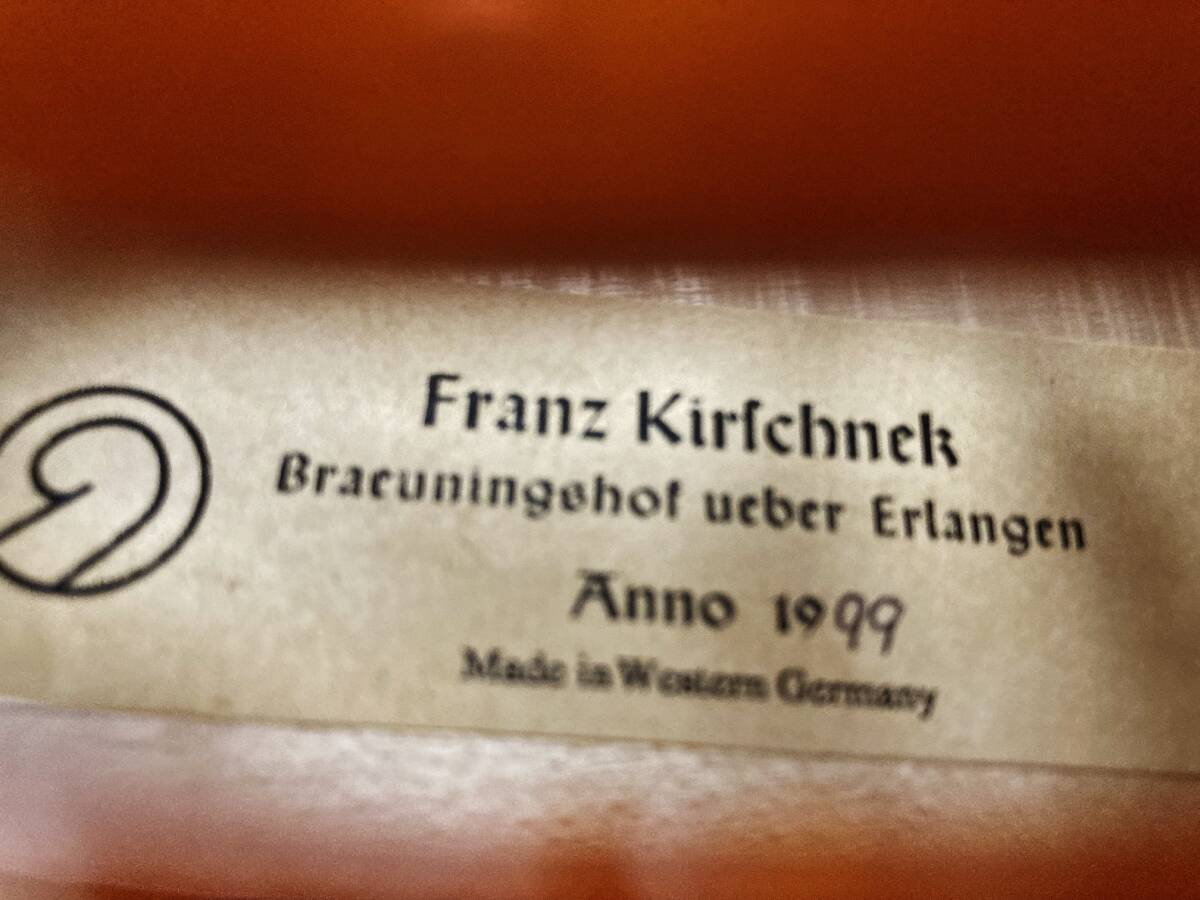 Franz Kirſchnek
Braeuningshof ueber Erlangen
Anno 1999
Made in Western Germany